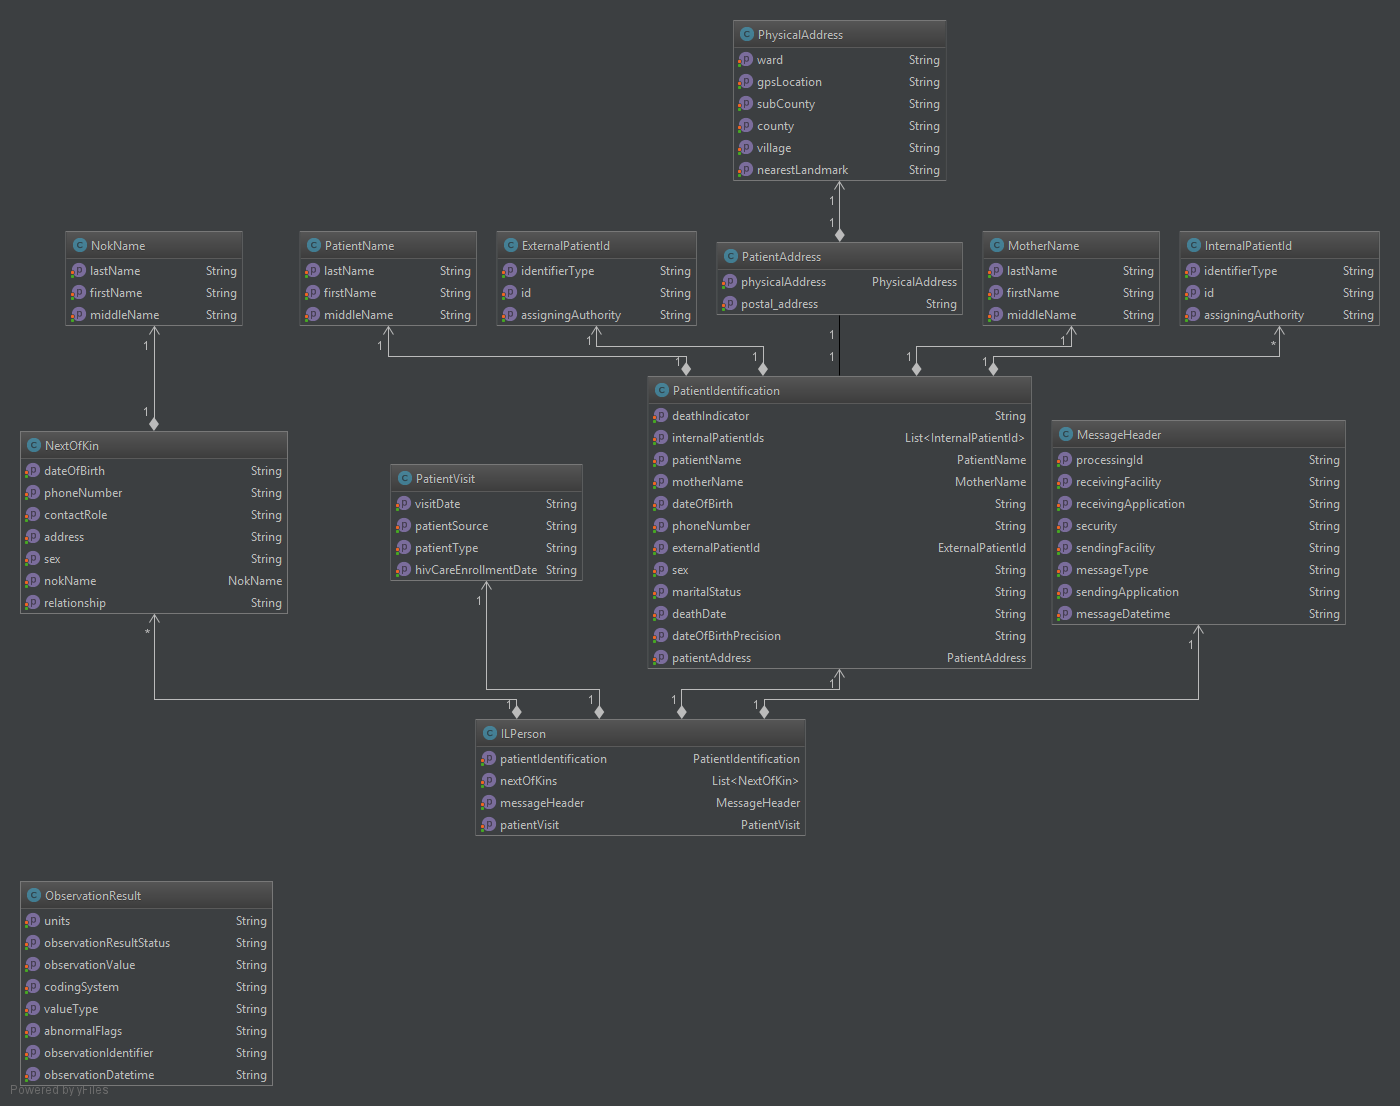 PhysicalAddress
ward String
gpsLocation String
subCounty String
county String
village String
nearestLandmark String
1
1
NokName
lastName String
firstName String
middleName String
PatientName
lastName String
firstName String
middleName String
ExternalPatientId
identifierType String
id String
assigningAuthority String
PatientAddress
physicalAddress PhysicalAddress
postal_address String
MotherName
lastName String
firstName String
middleName String
InternalPatientId
identifierType String
id String
assigningAuthority String
1 1 1 1 1 *
1 1 1 1 1
1
PatientIdentification
deathIndicator String
internalPatientIds List<InternalPatientId>
patientName PatientName
motherName MotherName
dateOfBirth String
phoneNumber String
externalPatientId ExternalPatientId
sex String
maritalStatus String
deathDate String
dateOfBirthPrecision String
patientAddress PatientAddress
NextOfKin
dateOfBirth String
phoneNumber String
contactRole String
address String
sex String
nokName NokName
relationship String
PatientVisit
visitDate String
patientSource String
patientType String
hivCareEnrollmentDate String
MessageHeader
processingId String
receivingFacility String
receivingApplication String
security String
sendingFacility String
messageType String
sendingApplication String
messageDatetime String
* 1 1 1
1 1 1 1
ILPerson
patientIdentification PatientIdentification
nextOfKins List<NextOfKin>
messageHeader MessageHeader
patientVisit PatientVisit
ObservationResult
units String
observationResultStatus String
observationValue String
codingSystem String
valueType String
abnormalFlags String
observationIdentifier String
observationDatetime String
Powered by yFiles